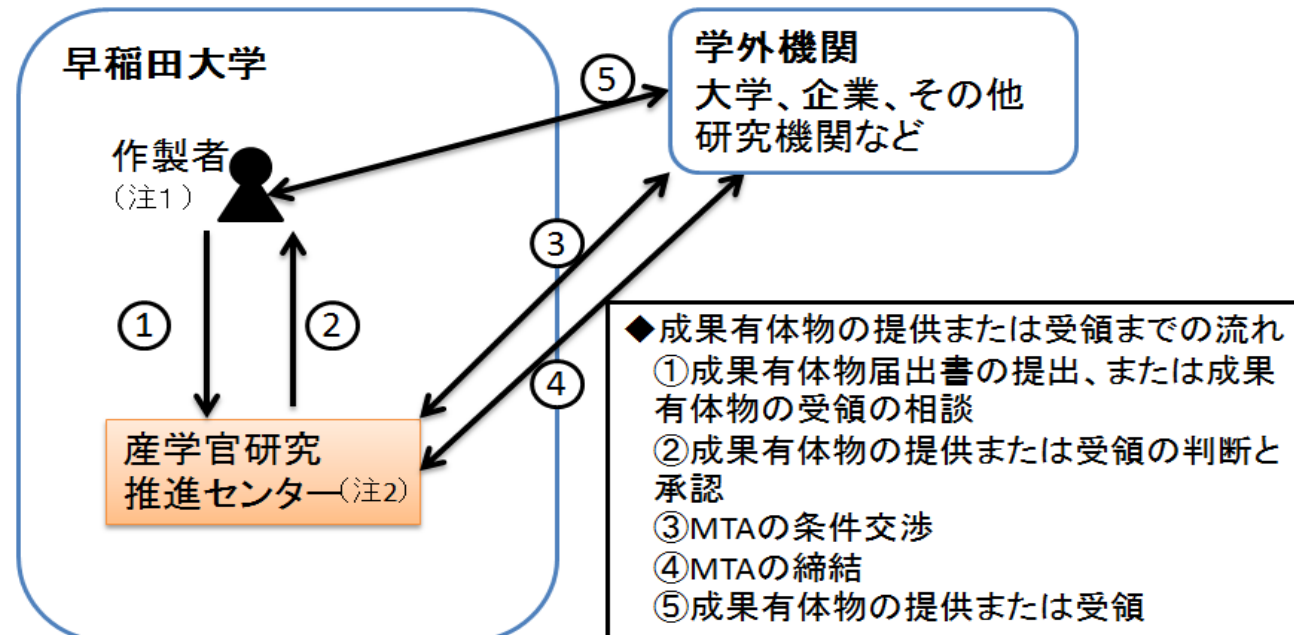 早稲田大学
作製者
（注１）
①
②
産学官研究
推進センター（注2）
学外機関
大学、企業、その他
研究機関など
⑤
③
④
◆成果有体物の提供または受領までの流れ
①成果有体物届出書の提出、または成果
有体物の受領の相談
②成果有体物の提供または受領の判断と
承認
③MTAの条件交渉
④MTAの締結
⑤成果有体物の提供または受領